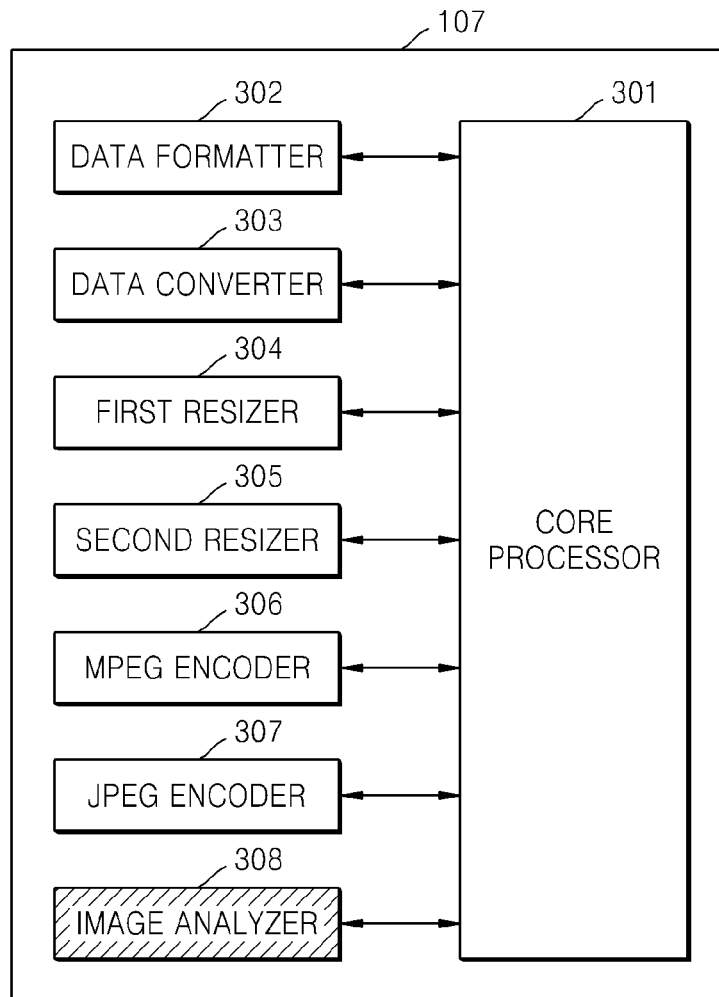 107
302
301
DATA FORMATTER
303
DATA CONVERTER
304
FIRST RESIZER
305
SECOND RESIZER
CORE
PROCESSOR
306
MPEG ENCODER
307
JPEG ENCODER
308
IMAGE ANALYZER